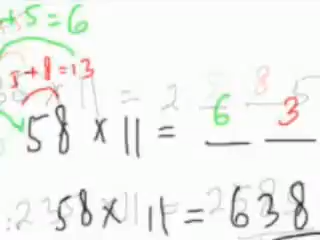 +5=6
5+8=13
58 × 11 = 6 3
58 × 11 = 638